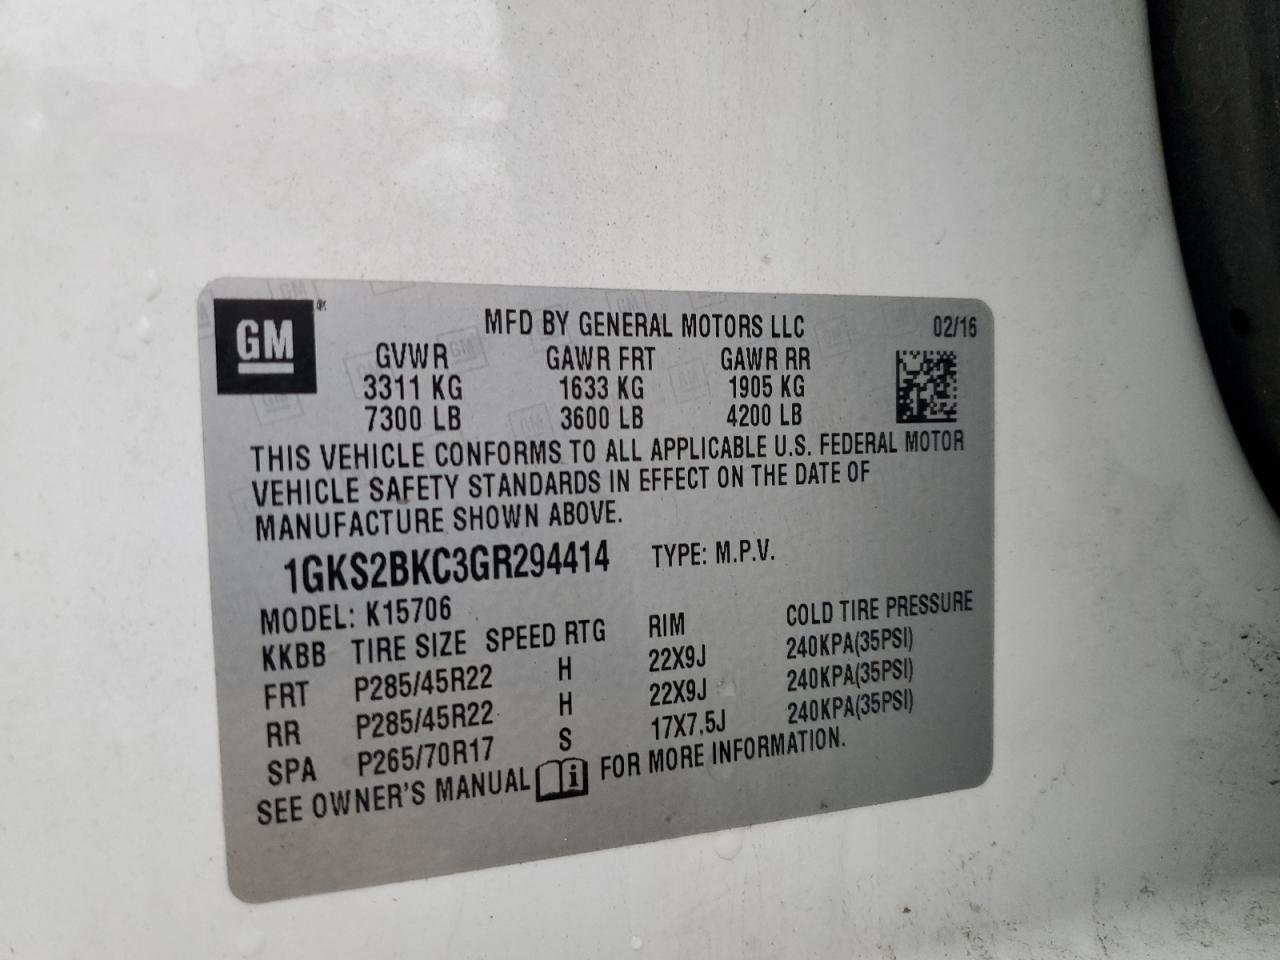 GM
MFD BY GENERAL MOTORS LLC 02/16
GVWR GAWR FRT GAWR RR
3311 KG 1633 KG 1905 KG
7300 LB 3600 LB 4200 LB
THIS VEHICLE CONFORMS TO ALL APPLICABLE U.S. FEDERAL MOTOR
VEHICLE SAFETY STANDARDS IN EFFECT ON THE DATE OF
MANUFACTURE SHOWN ABOVE.
1GKS2BKC3GR294414 TYPE: M.P.V.
MODEL: K15706
KKBB TIRE SIZE SPEED RTG RIM COLD TIRE PRESSURE
FRT P285/45R22 H 22X9J 240KPA(35PSI)
RR P285/45R22 H 22X9J 240KPA(35PSI)
SPA P265/70R17 S 17X7.5J 240KPA(35PSI)
SEE OWNER'S MANUAL i FOR MORE INFORMATION.